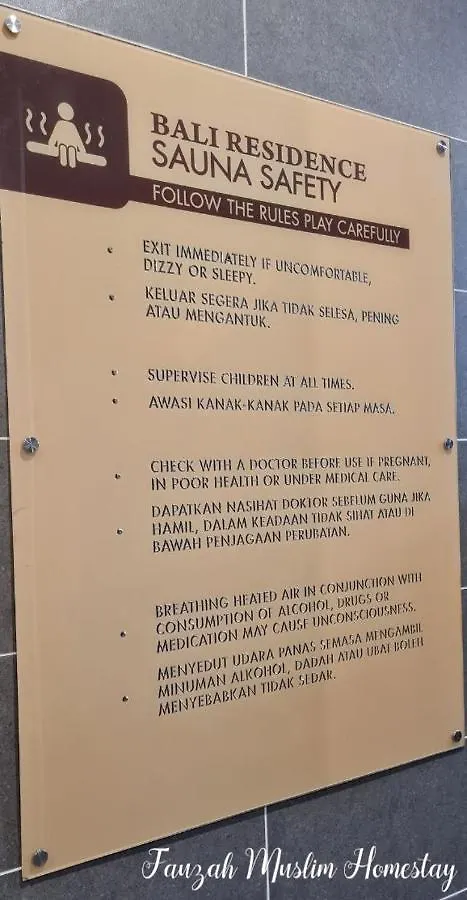 BALI RESIDENCE
SAUNA SAFETY
FOLLOW THE RULES PLAY CAREFULLY
• EXIT IMMEDIATELY IF UNCOMFORTABLE,
DIZZY OR SLEEPY.
• KELUAR SEGERA JIKA TIDAK SELESA, PENING
ATAU MENGANTUK.
• SUPERVISE CHILDREN AT ALL TIMES.
• AWASI KANAK-KANAK PADA SETIAP MASA.
• CHECK WITH A DOCTOR BEFORE USE IF PREGNANT,
IN POOR HEALTH OR UNDER MEDICAL CARE.
• DAPATKAN NASIHAT DOKTOR SEBELUM GUNA JIKA
HAMIL, DALAM KEADAAN TIDAK SIHAT ATAU DI
BAWAH PENJAGAAN PERUBATAN.
• BREATHING HEATED AIR IN CONJUNCTION WITH
CONSUMPTION OF ALCOHOL, DRUGS OR
MEDICATION MAY CAUSE UNCONSCIOUSNESS.
• MENYEDUT UDARA PANAS SEMASA MENGAMBIL
MINUMAN ALKOHOL, DADAH ATAU UBAT BOLEH
MENYEBABKAN TIDAK SEDAR.
Fauzah Muslim Homestay